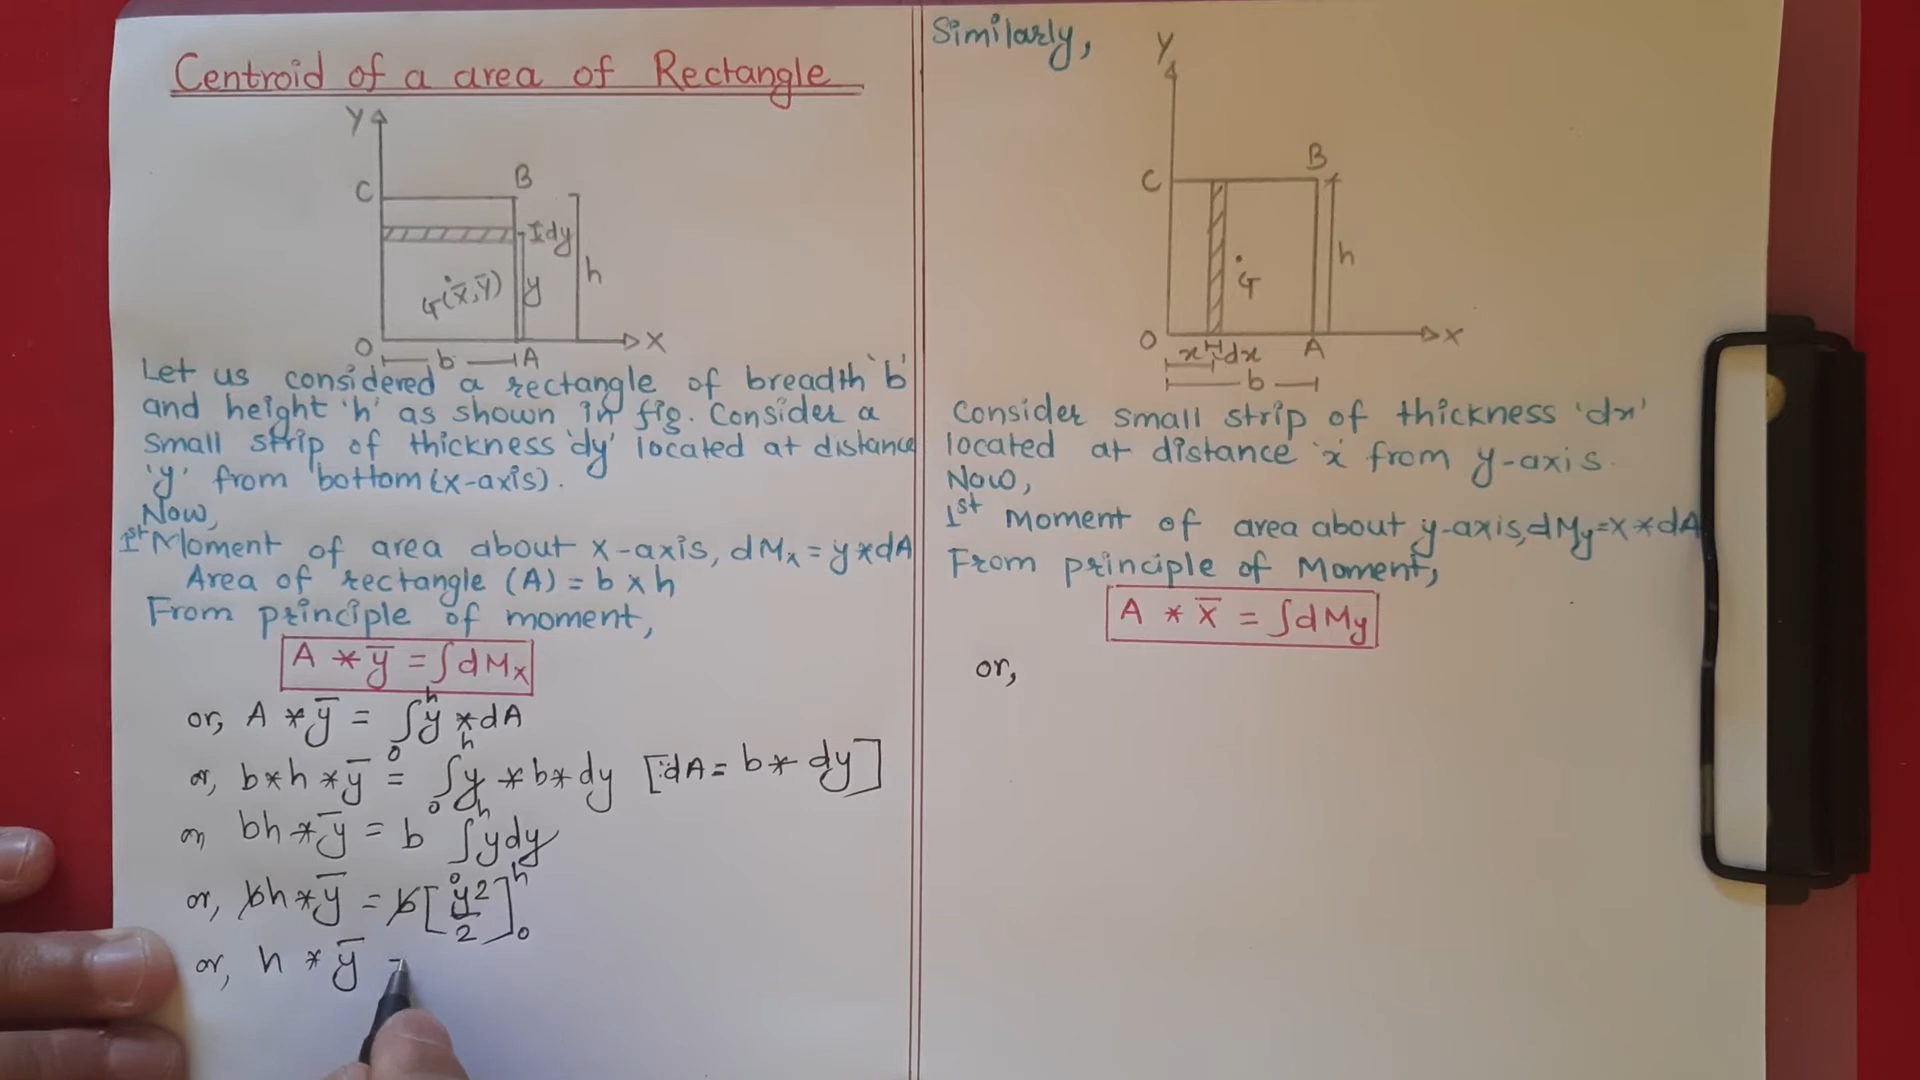 Centroid of a area of Rectangle
Y
C
B
dy
h
G(x̅,y̅)
y
O
b
A
X
Let us considered a rectangle of breadth 'b'
and height 'h' as shown in fig. Consider a
small strip of thickness 'dy' located at distance
'y' from bottom (x-axis).
Now,
1st Moment of area about x-axis, dMx = y*dA
Area of rectangle (A) = b × h
From principle of moment,
A * y̅ = ∫dMx
or, A * y̅ = ∫₀ʰ y * dA
or, b*h*y̅ = ∫₀ʰ y * b * dy [∵dA = b* dy]
or bh*y̅ = b ∫₀ʰ ydy
or, bh*y̅ = b[y²/2]₀ʰ
or, h * y̅ =
Similarly,
Y
C
B
h
G
O
x
dx
A
X
b
Consider small strip of thickness 'dx'
located at distance 'x' from y-axis.
Now,
1st Moment of area about y-axis, dMy=x*dA
From principle of Moment,
A * x̅ = ∫dMy
or,